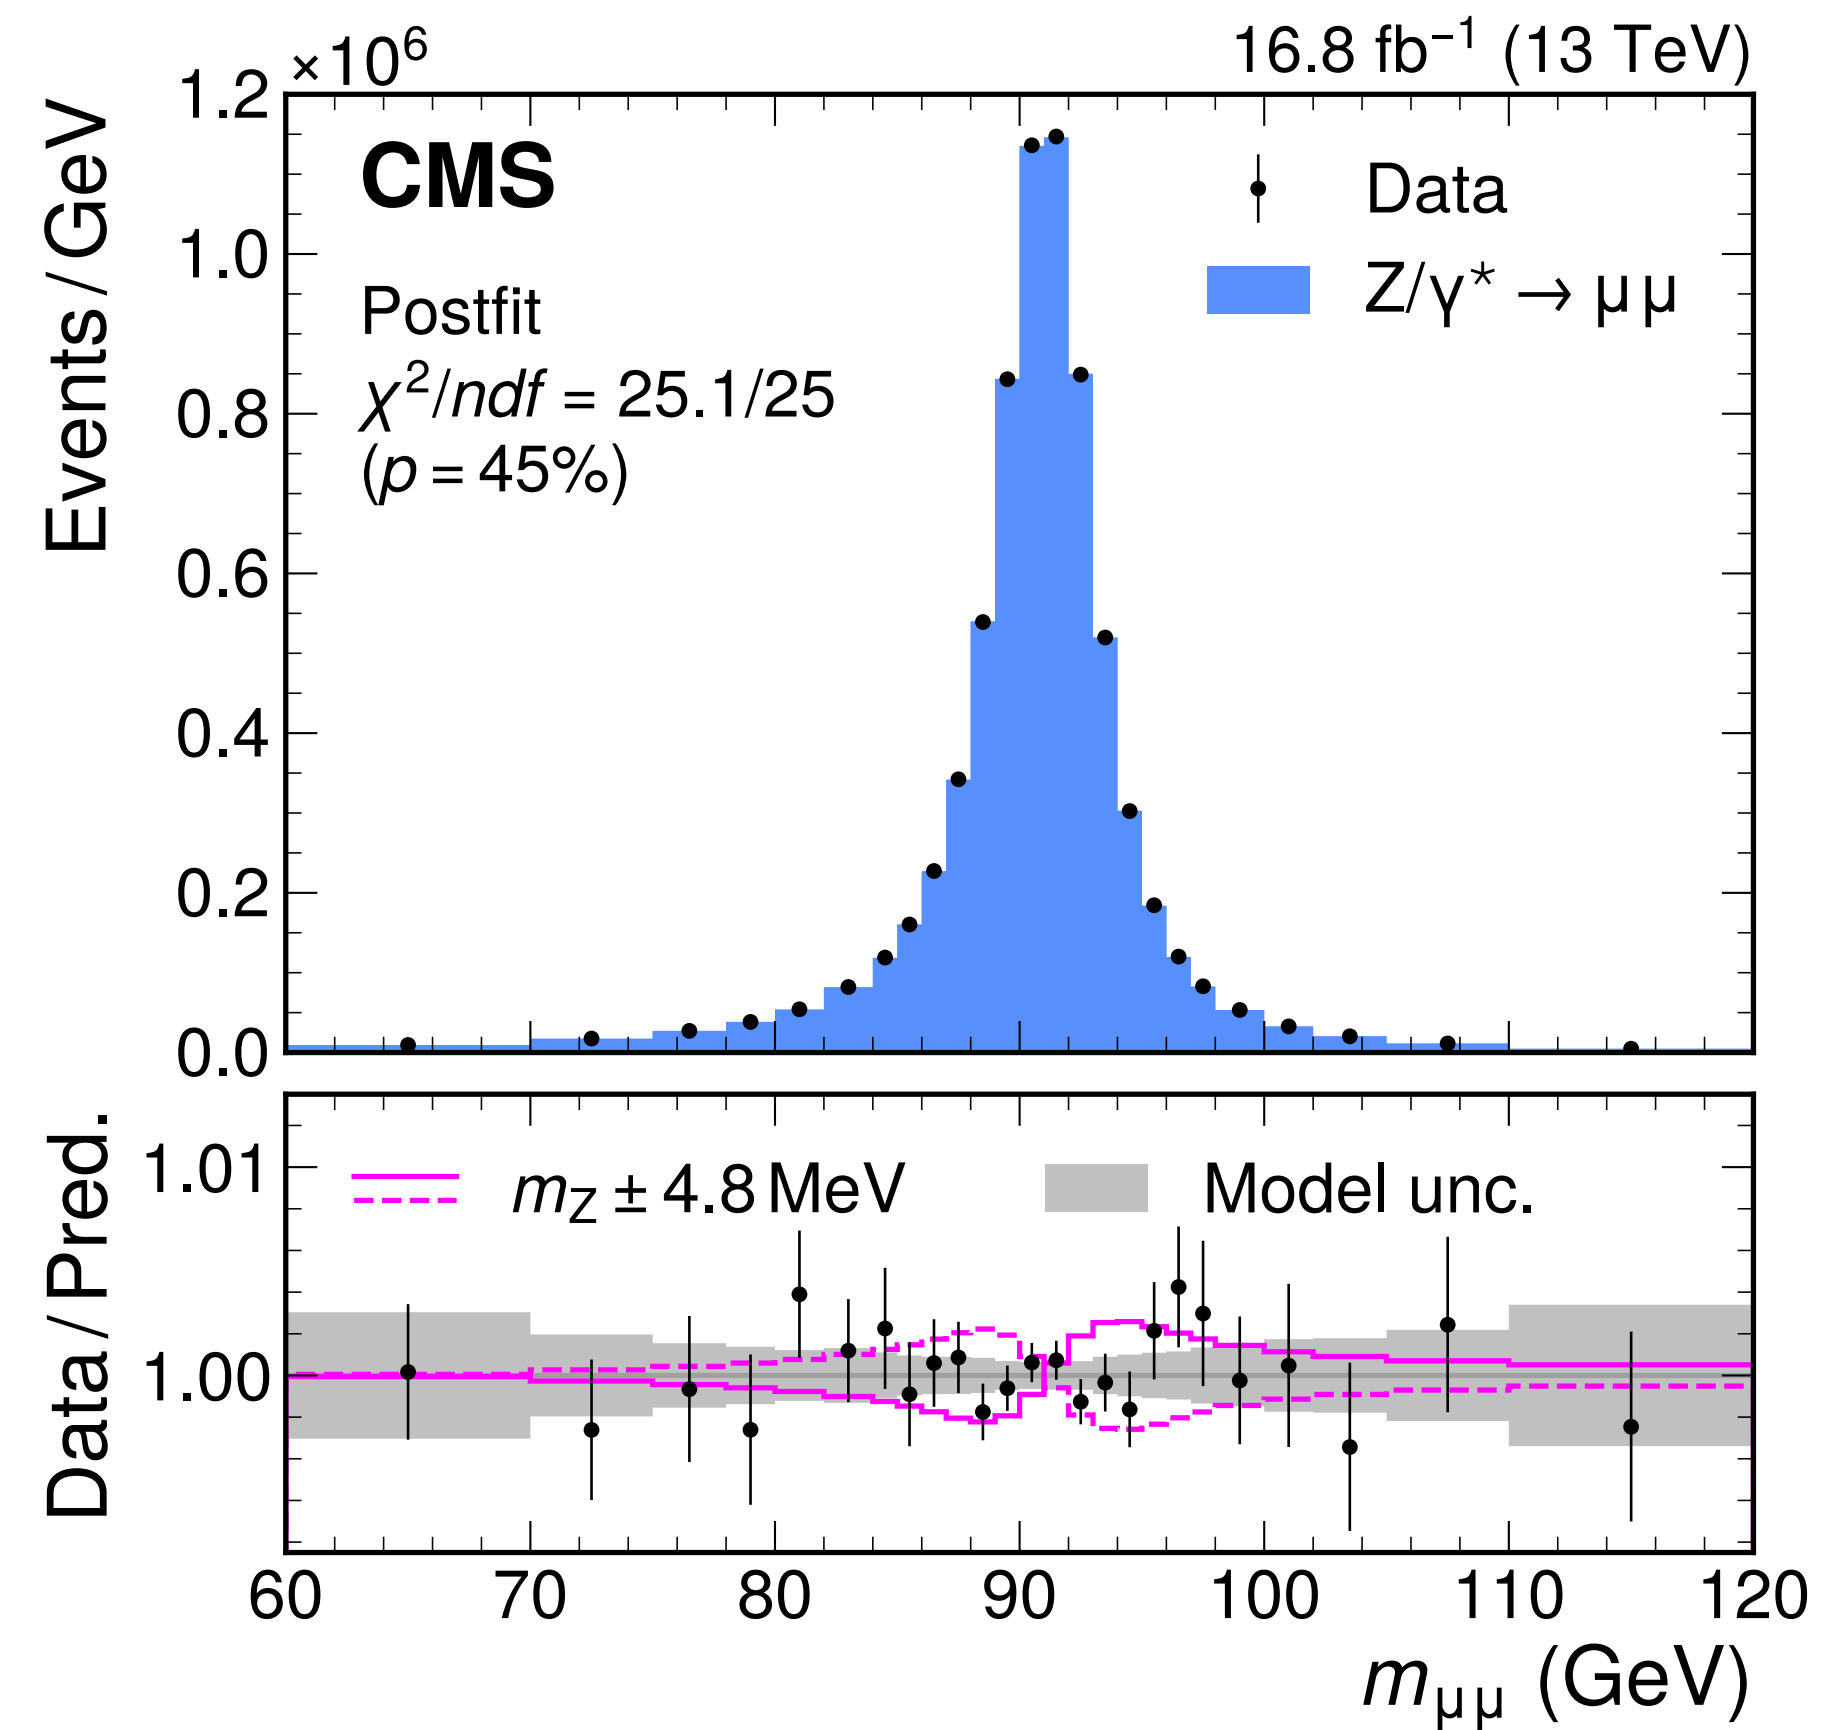 ×10⁶
16.8 fb⁻¹ (13 TeV)
Events / GeV
1.2
1.0
0.8
0.6
0.4
0.2
0.0
CMS
Postfit
χ²/ndf = 25.1/25
(p = 45%)
Data
Z/γ* → μμ
Data / Pred.
1.01
1.00
m_Z ± 4.8 MeV
Model unc.
60 70 80 90 100 110 120
m_μμ (GeV)